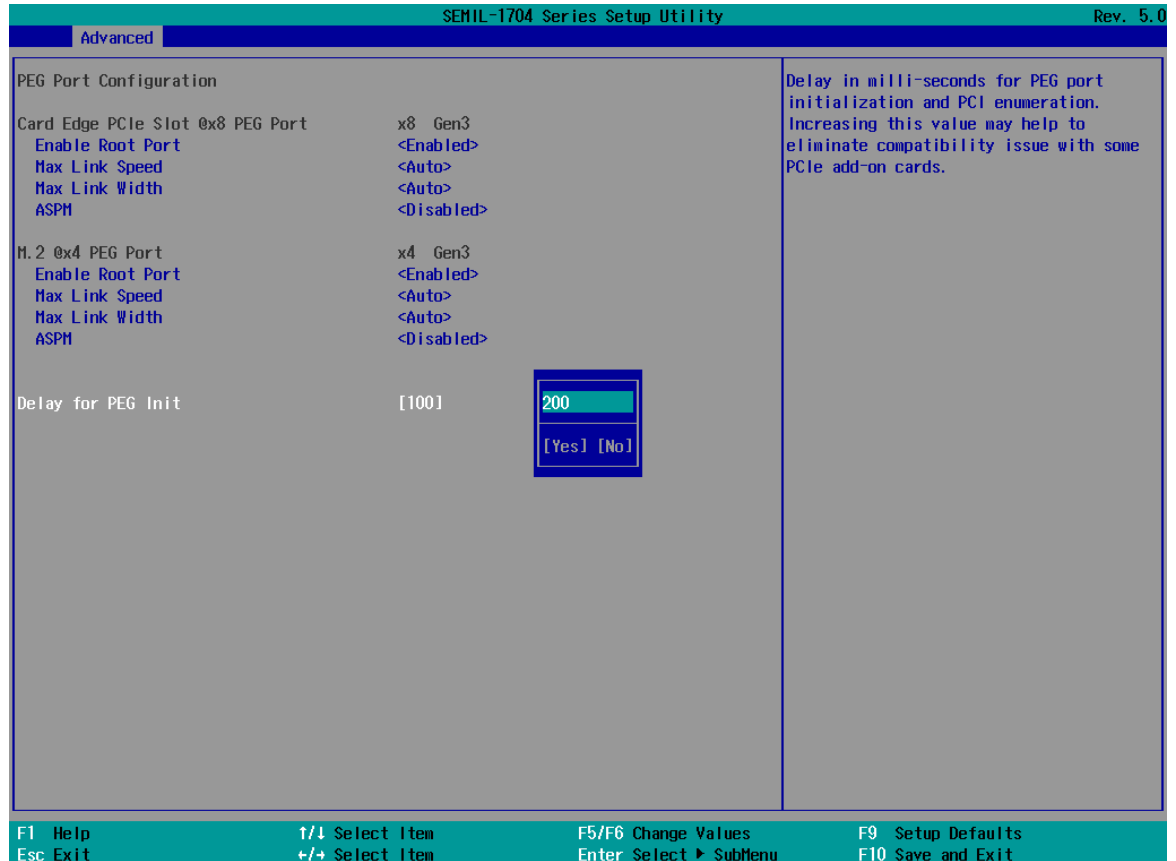 SEMIL-1704 Series Setup Utility Rev. 5.0
Advanced
PEG Port Configuration
Card Edge PCIe Slot @x8 PEG Port x8 Gen3
Enable Root Port <Enabled>
Max Link Speed <Auto>
Max Link Width <Auto>
ASPM <Disabled>
M.2 @x4 PEG Port x4 Gen3
Enable Root Port <Enabled>
Max Link Speed <Auto>
Max Link Width <Auto>
ASPM <Disabled>
Delay for PEG Init [100]
200
[Yes] [No]
Delay in milli-seconds for PEG port
initialization and PCI enumeration.
Increasing this value may help to
eliminate compatibility issue with some
PCIe add-on cards.
F1 Help ↑/↓ Select Item F5/F6 Change Values F9 Setup Defaults
Esc Exit ←/→ Select Item Enter Select ▶ SubMenu F10 Save and Exit